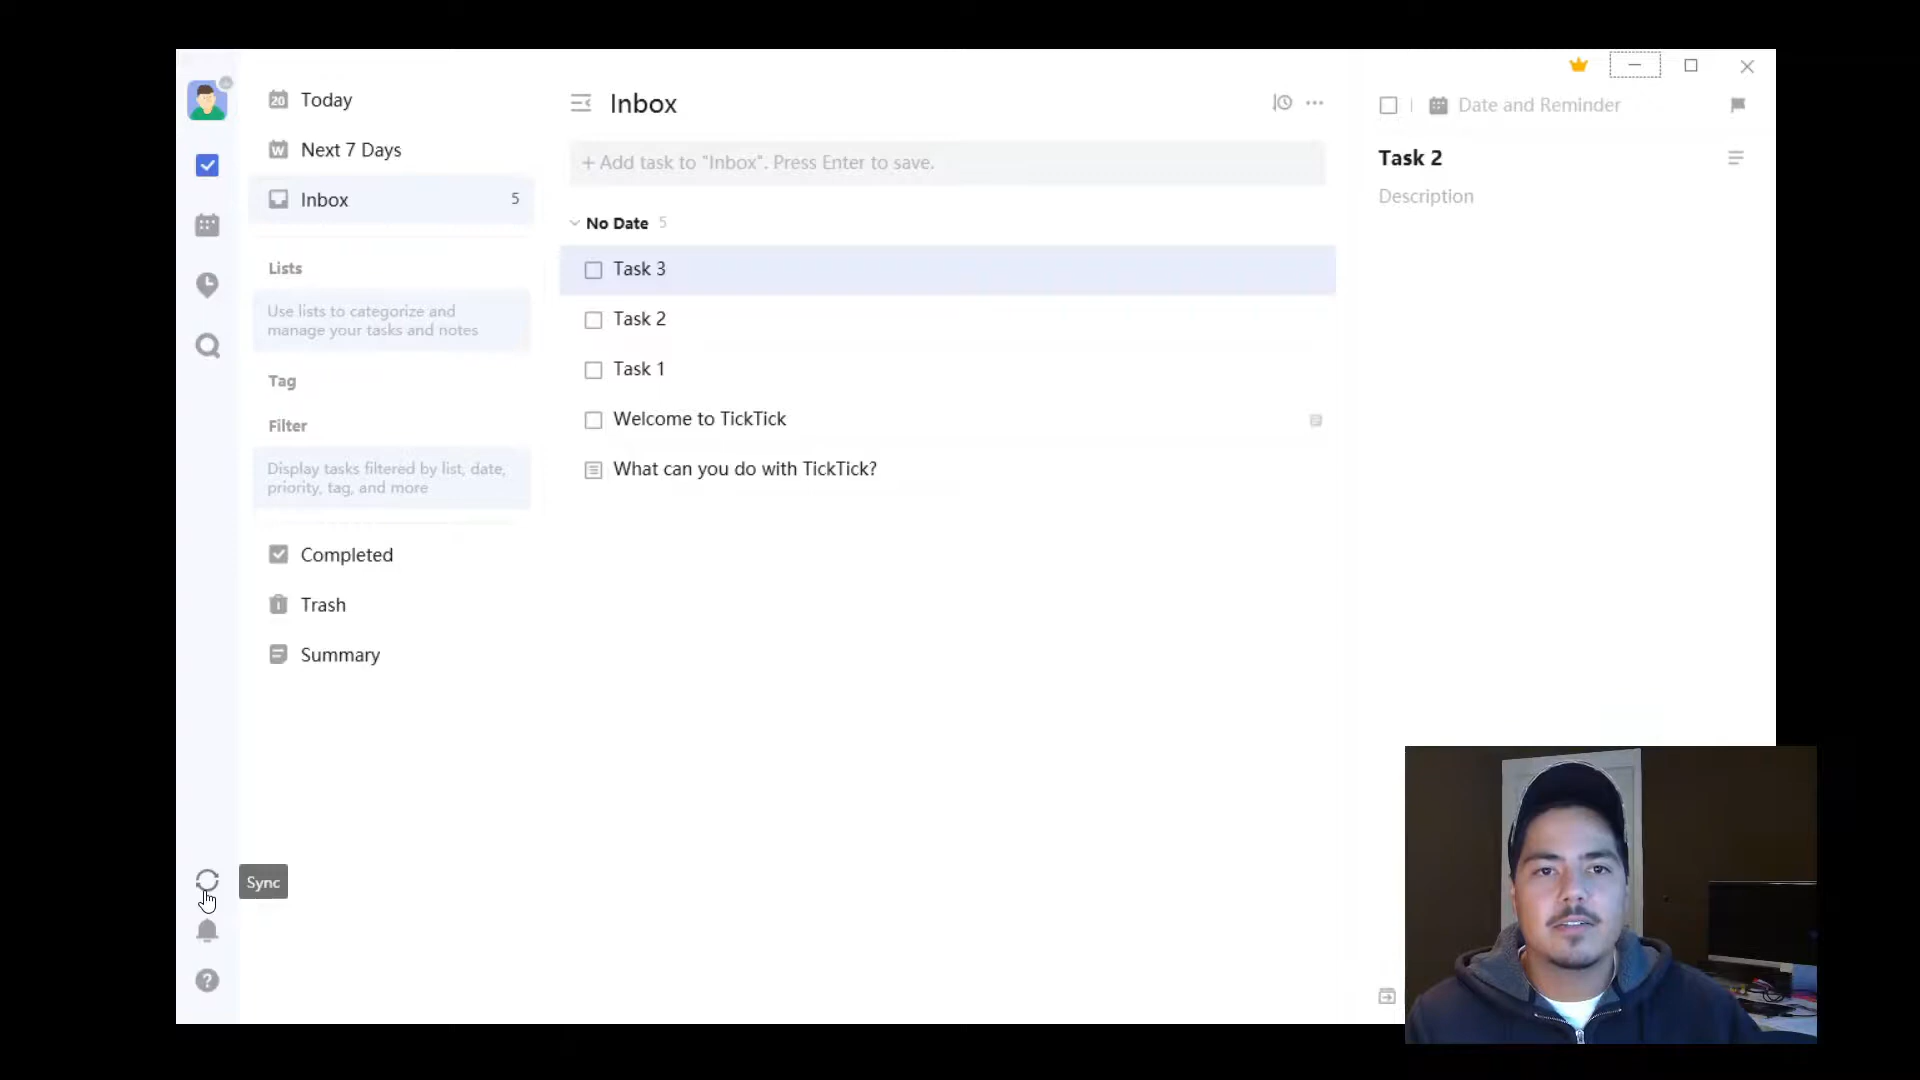 20 Today
W Next 7 Days
Inbox 5
Lists
Use lists to categorize and
manage your tasks and notes
Tag
Filter
Display tasks filtered by list, date,
priority, tag, and more
Completed
Trash
Summary
Sync
?
Inbox
+ Add task to "Inbox". Press Enter to save.
No Date 5
Task 3
Task 2
Task 1
Welcome to TickTick
What can you do with TickTick?
Date and Reminder
Task 2
Description